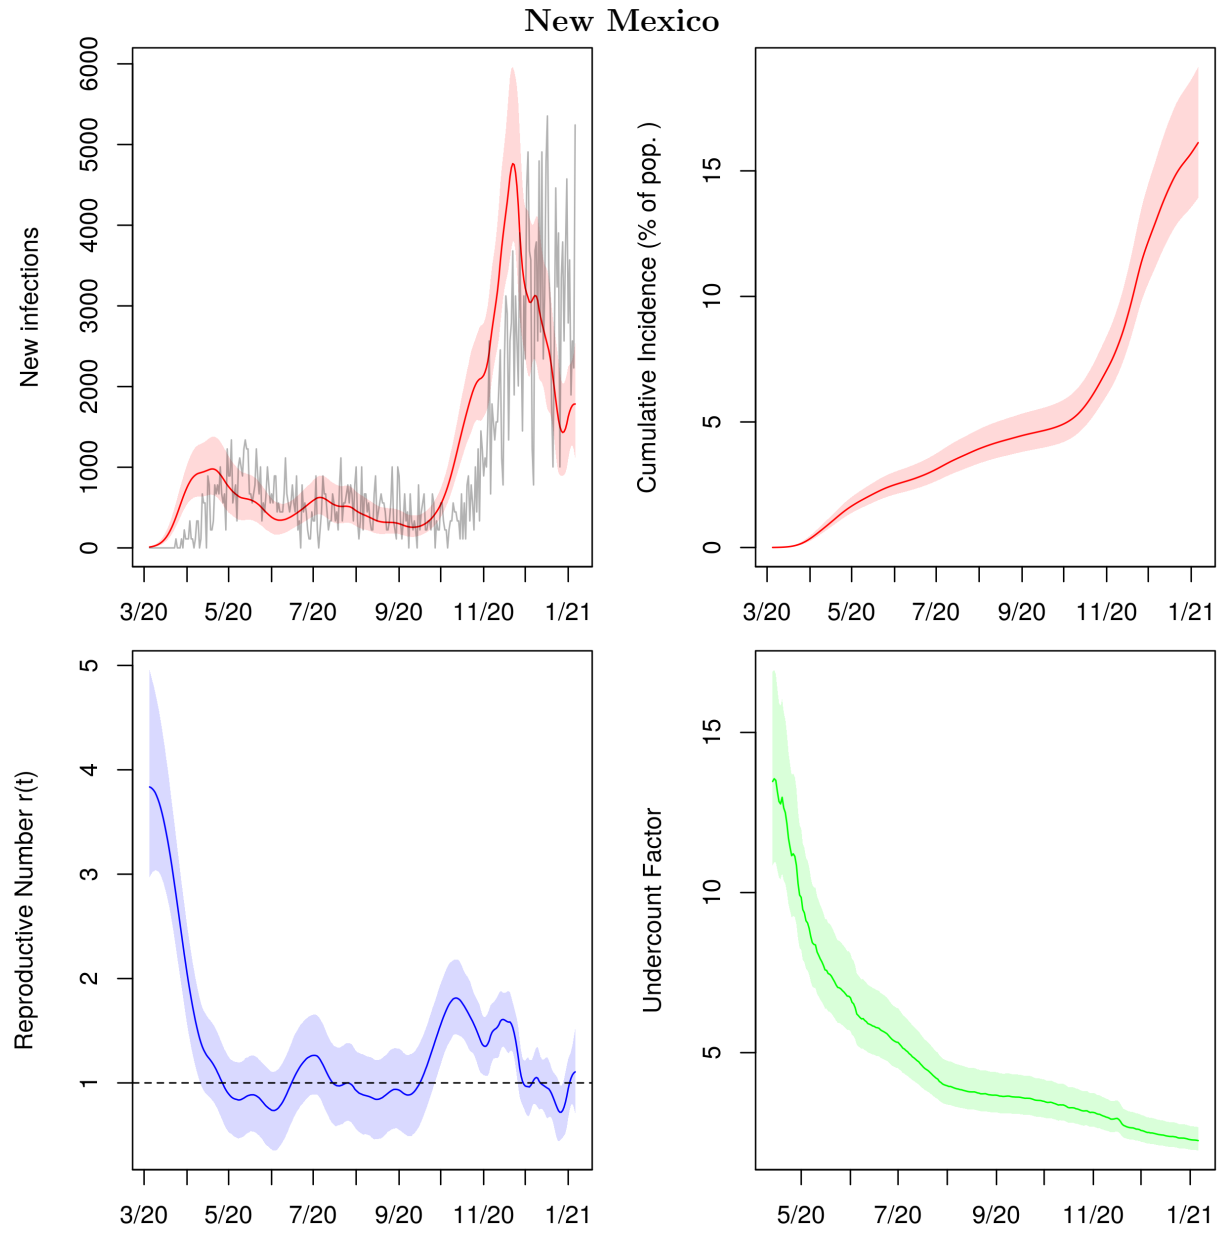 New Mexico
New infections
0
1000
2000
3000
4000
5000
6000
3/20 5/20 7/20 9/20 11/20 1/21
Cumulative Incidence (% of pop. )
0
5
10
15
3/20 5/20 7/20 9/20 11/20 1/21
Reproductive Number r(t)
1
2
3
4
5
3/20 5/20 7/20 9/20 11/20 1/21
Undercount Factor
5
10
15
5/20 7/20 9/20 11/20 1/21